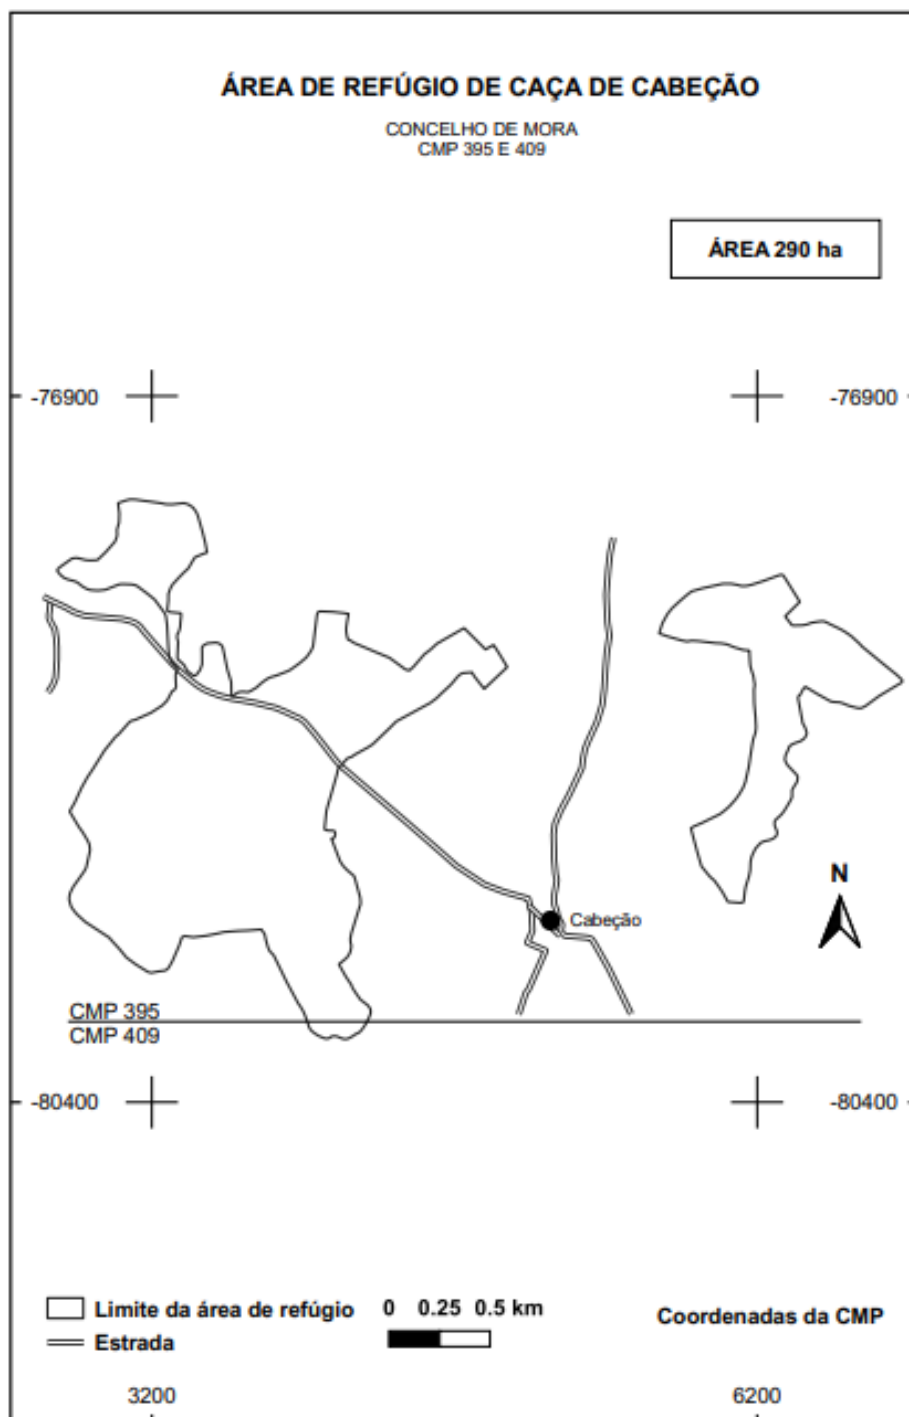 ÁREA DE REFÚGIO DE CAÇA DE CABEÇÃO
CONCELHO DE MORA
CMP 395 E 409
ÁREA 290 ha
-76900
-76900
N
Cabeção
CMP 395
CMP 409
-80400
-80400
Limite da área de refúgio
0 0.25 0.5 km
Estrada
Coordenadas da CMP
3200
6200